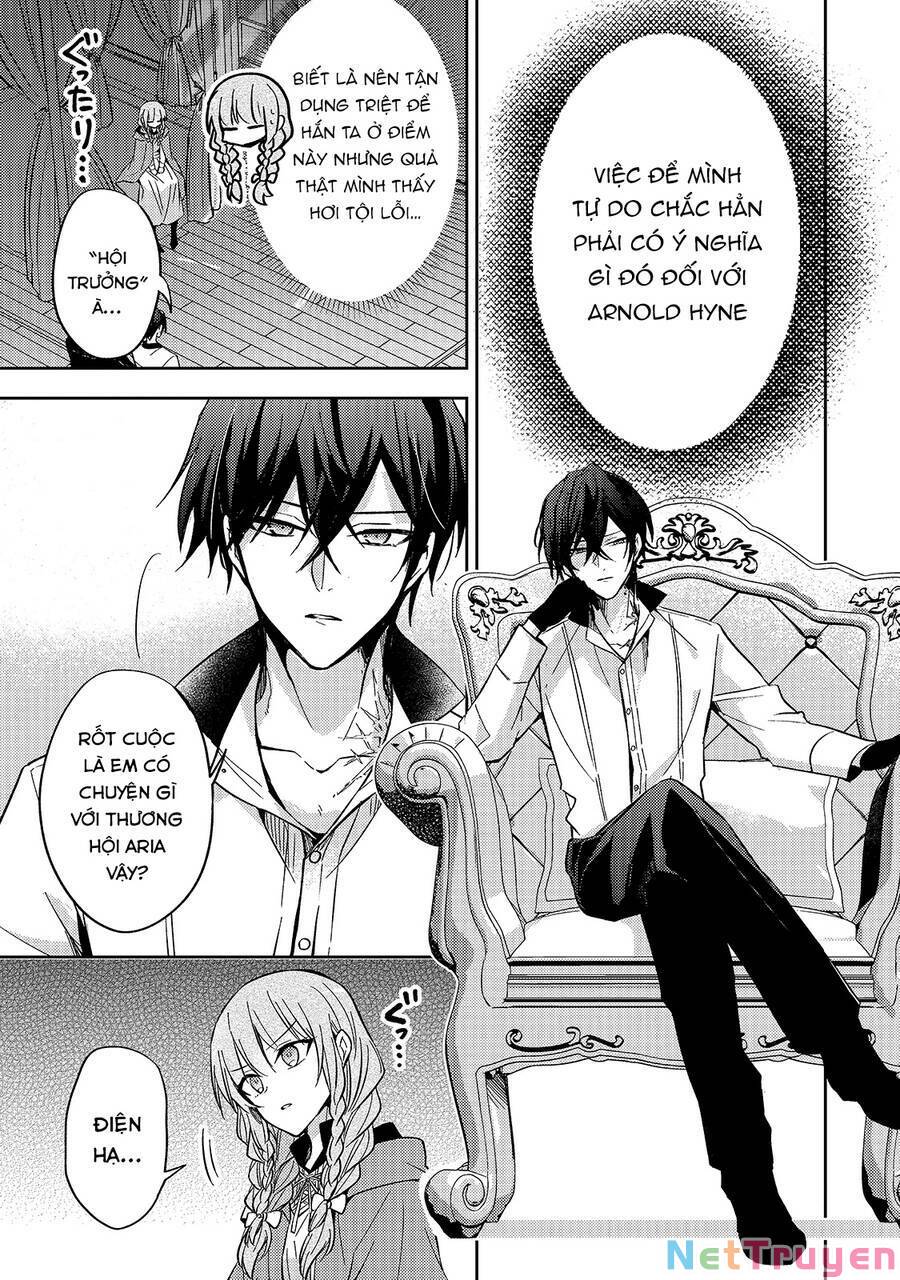 VIỆC ĐỂ MÌNH
TỰ DO CHẮC HẲN
PHẢI CÓ Ý NGHĨA
GÌ ĐÓ ĐỐI VỚI
ARNOLD HYNE
BIẾT LÀ NÊN TẬN
DỤNG TRIỆT ĐỂ
HẮN TA Ở ĐIỂM
NÀY NHƯNG QUẢ
THẬT MÌNH THẤY
HƠI TỘI LỖI...
ぐったり…
“HỘI
TRƯỞNG”
À...
RỐT CUỘC
LÀ EM CÓ
CHUYỆN GÌ
VỚI THƯƠNG
HỘI ARIA
VẬY?
ぐっ…
ĐIỆN
HẠ...
NetTruyen